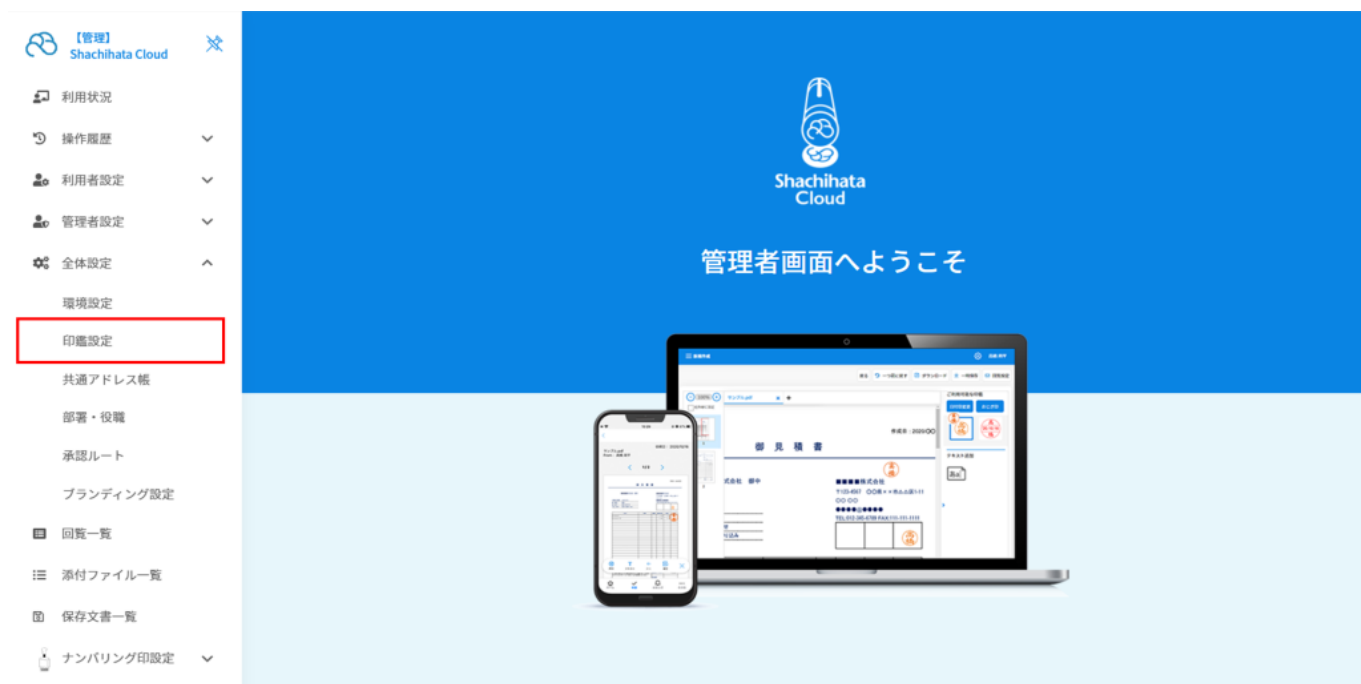 【管理】
Shachihata Cloud
利用状況
操作履歴
利用者設定
管理者設定
全体設定
環境設定
印鑑設定
共通アドレス帳
部署・役職
承認ルート
ブランディング設定
回覧一覧
添付ファイル一覧
保存文書一覧
ナンバリング印設定
Shachihata
Cloud
管理者画面へようこそ
サンプル.pdf
御見積書